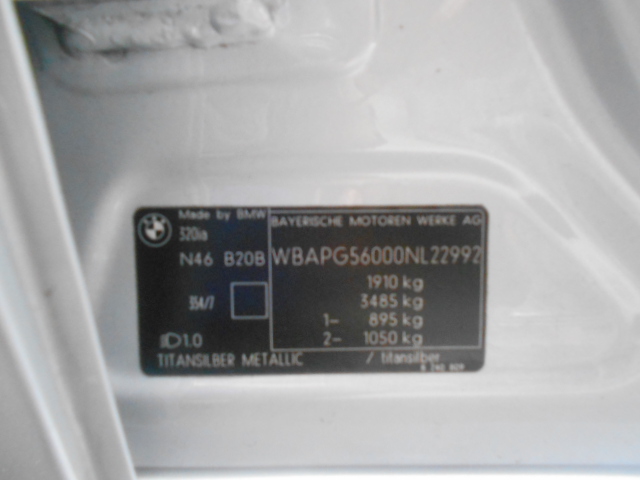 Made by BMW
320ia
N46 B20B
354/7
1.0
BAYERISCHE MOTOREN WERKE AG
WBAPG56000NL22992
1910 kg
3485 kg
1- 895 kg
2- 1050 kg
TITANSILBER METALLIC / titansilber